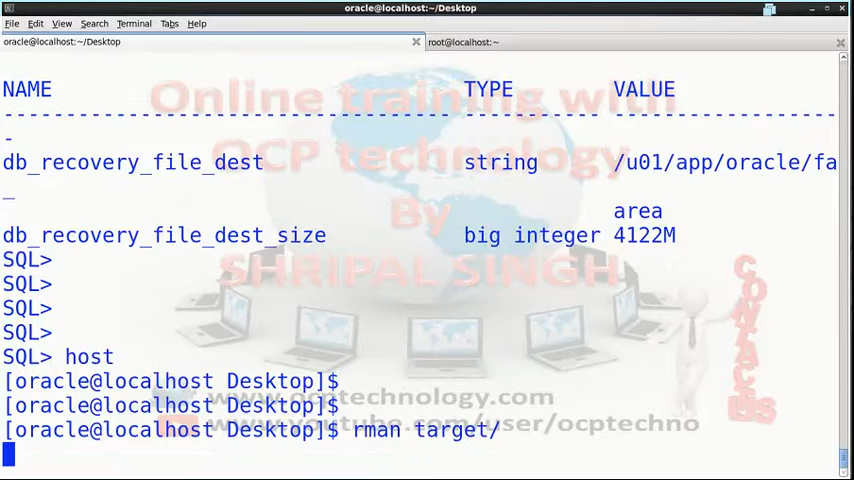 oracle@localhost:~/Desktop
File Edit View Search Terminal Tabs Help
oracle@localhost:~/Desktop
root@localhost:~
NAME TYPE VALUE
------------------------------------ ----------- ------------------
-
db_recovery_file_dest string /u01/app/oracle/fa
_
area
db_recovery_file_dest_size big integer 4122M
SQL>
SQL>
SQL>
SQL>
SQL> host
[oracle@localhost Desktop]$
[oracle@localhost Desktop]$
[oracle@localhost Desktop]$ rman target/
Online training with
OCP technology
By
SHRIPAL SINGH
CONTACT US
www.ocptechnology.com
www.youtube.com/user/ocptechno